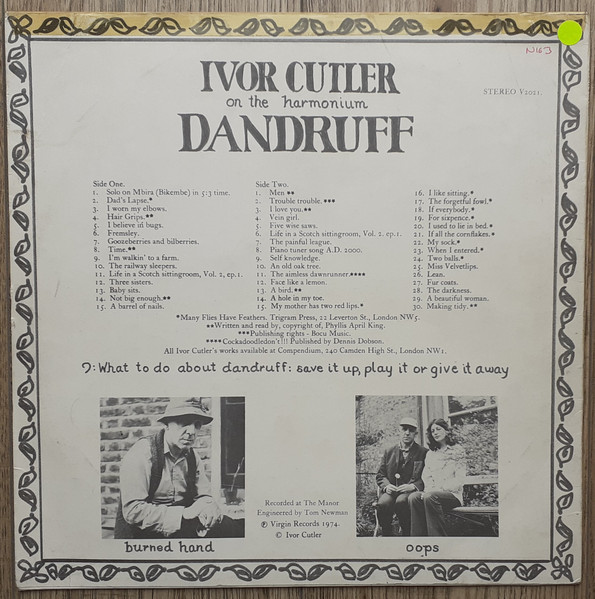 NW3
IVOR CUTLER
on the harmonium
DANDRUFF
STEREO V2021.
Side One.
1. Solo on Mbira (Bikembe) in 5:3 time.
2. Dad's Lapse.*
3. I worn my elbows.
4. Hair Grips.**
5. I believe in bugs.
6. Fremsley.
7. Goozeberries and bilberries.
8. Time.**
9. I'm walkin' to a farm.
10. The railway sleepers.
11. Life in a Scotch sittingroom, Vol. 2, ep.1.
12. Three sisters.
13. Baby sits.
14. Not big enough.**
15. A barrel of nails.
Side Two.
1. Men **
2. Trouble trouble.***
3. I love you.**
4. Vein girl.
5. Five wise saws.
6. Life in a Scotch sittingroom, Vol. 2. ep.1.
7. The painful league.
8. Piano tuner song A.D. 2000.
9. Self knowledge.
10. An old oak tree.
11. The aimless dawnrunner.****
12. Face like a lemon.
13. A bird.**
14. A hole in my toe.
15. My mother has two red lips.*
16. I like sitting.*
17. The forgetful fowl.*
18. If everybody.*
19. For sixpence.*
20. I used to lie in bed.*
21. If all the cornflakes.*
22. My sock.*
23. When I entered.*
24. Two balls.*
25. Miss Velvetlips.
26. Lean.
27. Fur coats.
28. The darkness.
29. A beautiful woman.
30. Making tidy.**
*Many Flies Have Feathers. Trigram Press, 22 Leverton St., London NW5.
**Written and read by, copyright of, Phyllis April King.
***Publishing rights - Bocu Music.
****Cockadoodledon't!!! Published by Dennis Dobson.
All Ivor Cutler's works available at Compendium, 240 Camden High St., London NW1.
?:What to do about dandruff: save it up, play it or give it away
Recorded at The Manor
Engineered by Tom Newman
℗ Virgin Records 1974.
© Ivor Cutler
burned hand
oops